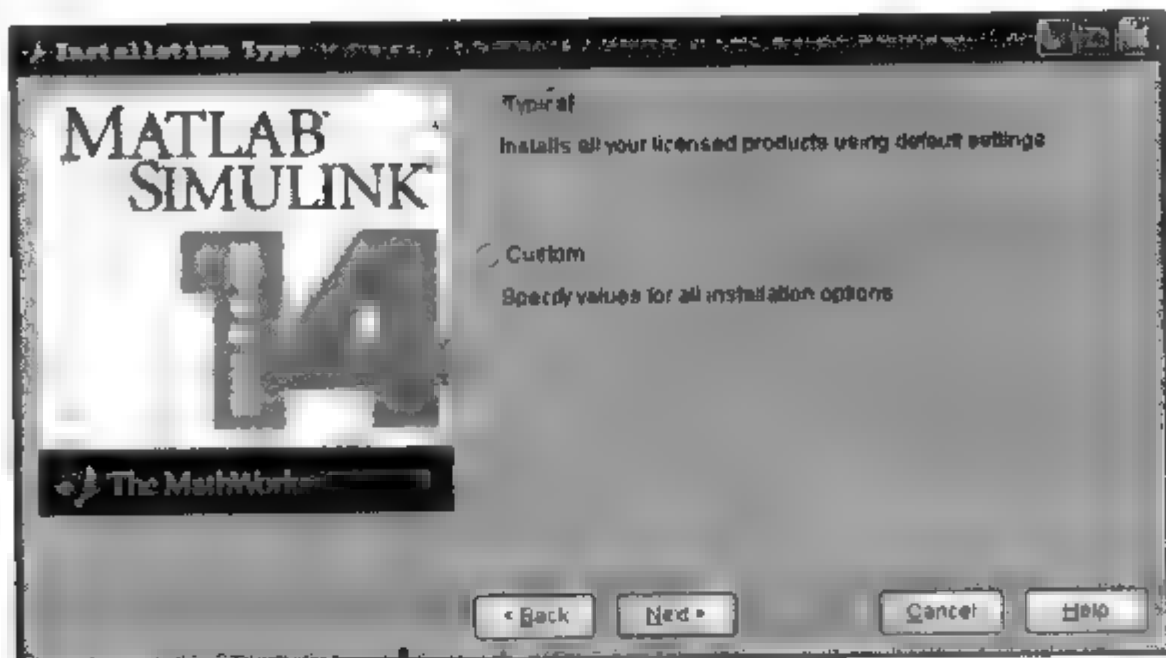 Installation Type
MATLAB
SIMULINK
14
The MathWorks
Typical
Installs all your licensed products using default settings
Custom
Specify values for all installation options
< Back
Next >
Cancel
Help